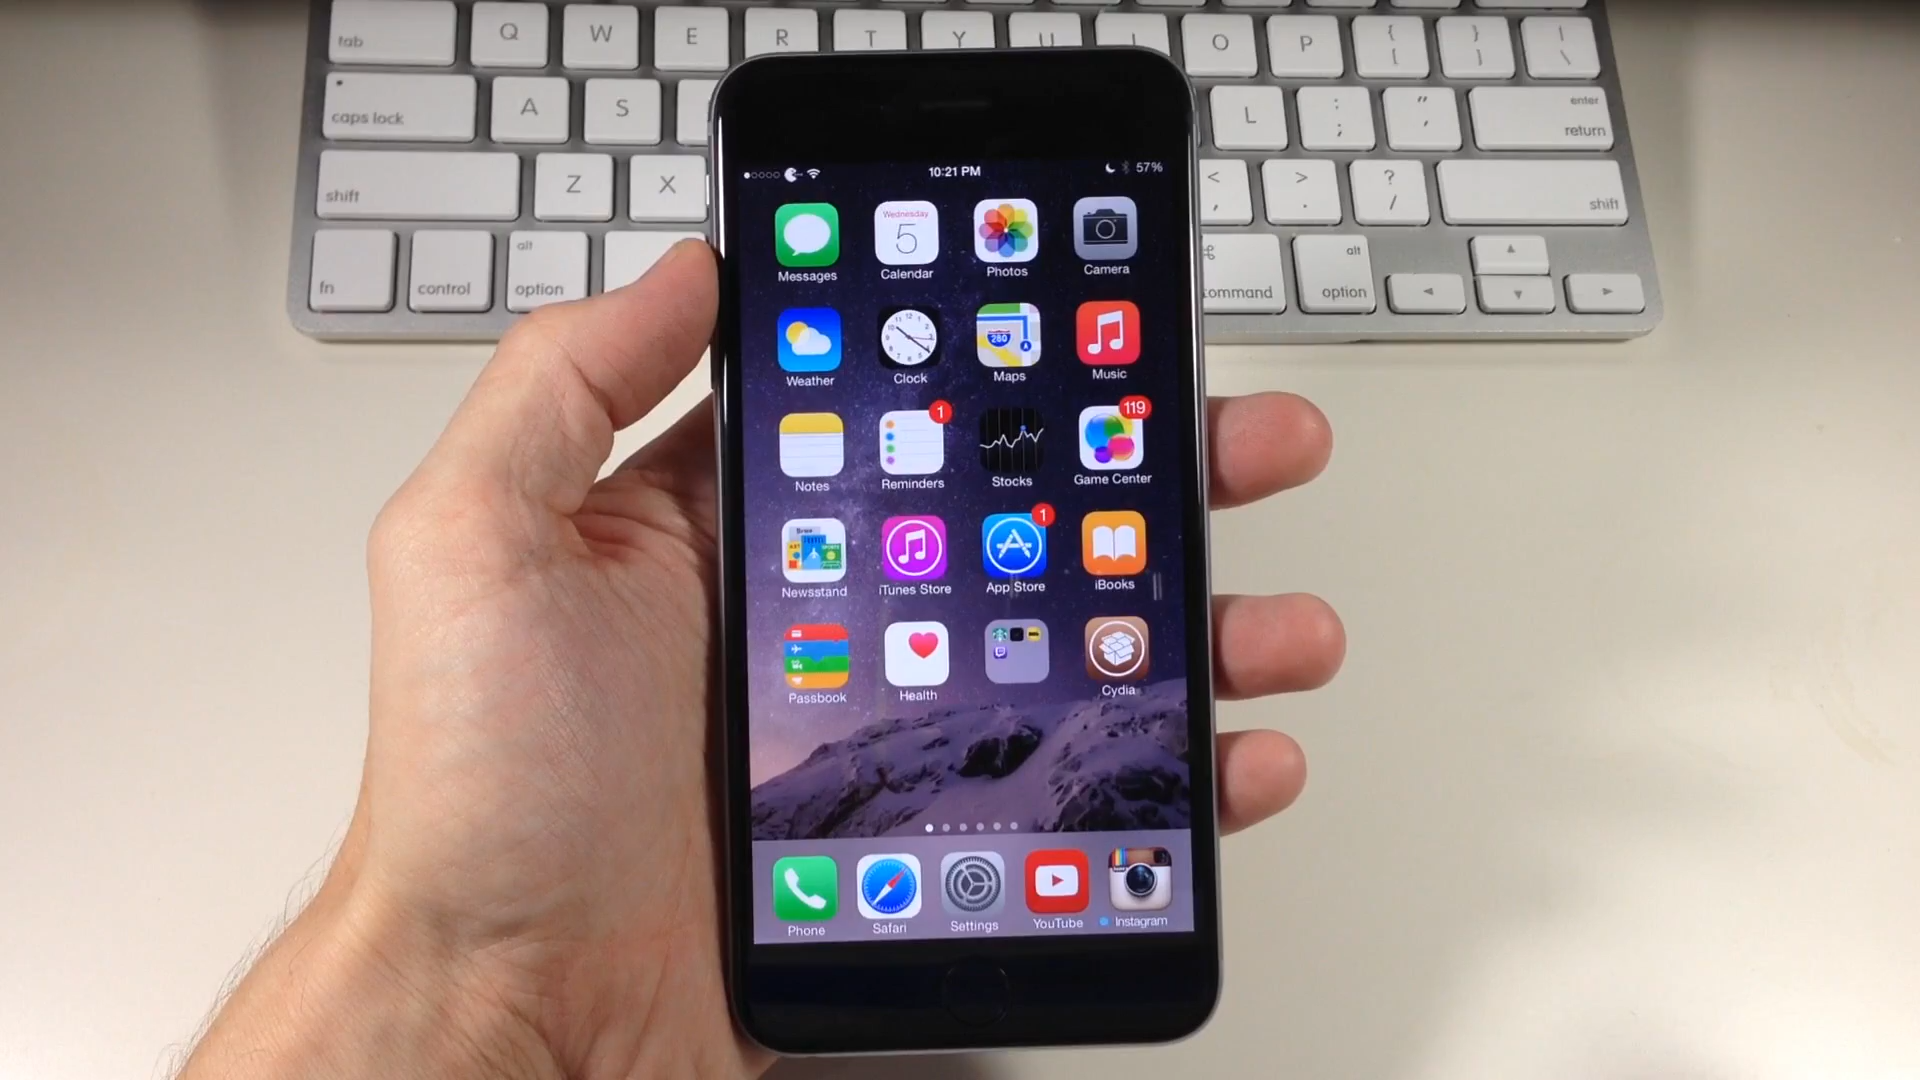 tab Q W E R T Y U O P { [ } ] | \
caps lock A S L : ; " ' enter return
shift Z X < , > . ? / shift
fn control alt option ⌘ command alt option
10:21 PM 57%
Messages Wednesday 5 Calendar Photos Camera
Weather Clock 280 Maps Music
Notes 1 Reminders Stocks 119 Game Center
Newsstand iTunes Store 1 App Store iBooks
Passbook Health Cydia
Phone Safari Settings YouTube Instagram